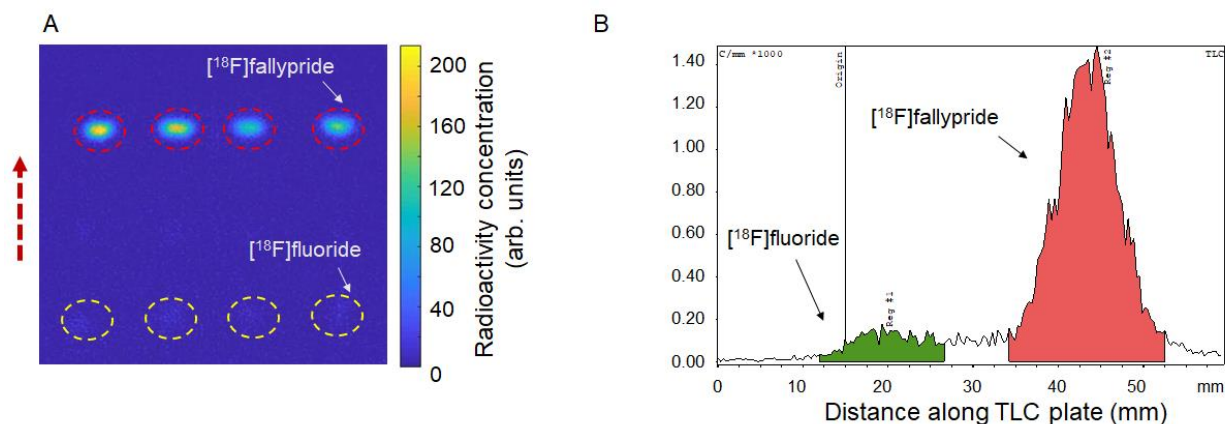 A
B
[¹⁸F]fallypride
[¹⁸F]fluoride
200
160
120
80
40
0
Radioactivity concentration
(arb. units)
C/mm *1000
TLC
Origin
Reg #2
Reg #1
[¹⁸F]fallypride
[¹⁸F]fluoride
1.40
1.20
1.00
0.80
0.60
0.40
0.20
0.00
0 10 20 30 40 50 mm
Distance along TLC plate (mm)